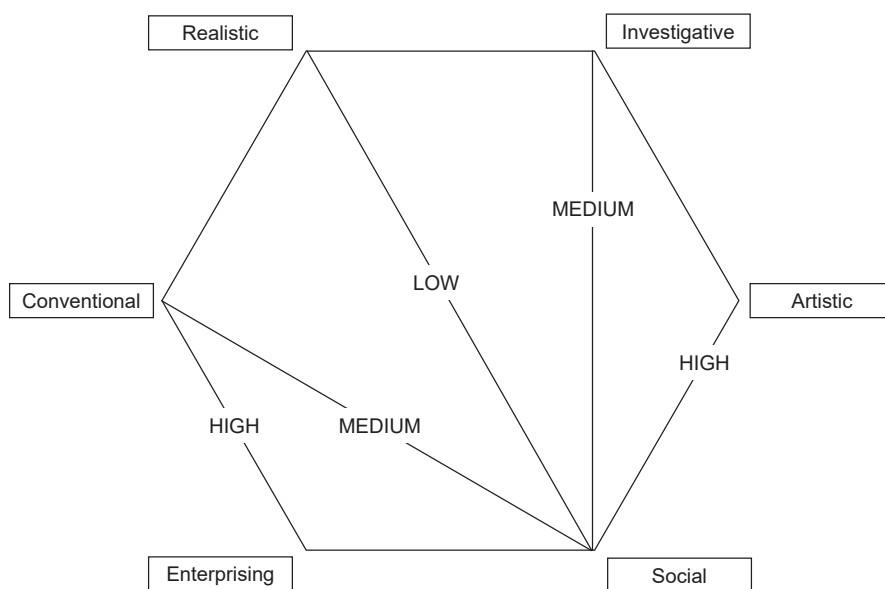 Realistic
Investigative
MEDIUM
LOW
Conventional
Artistic
HIGH
HIGH
MEDIUM
Enterprising
Social